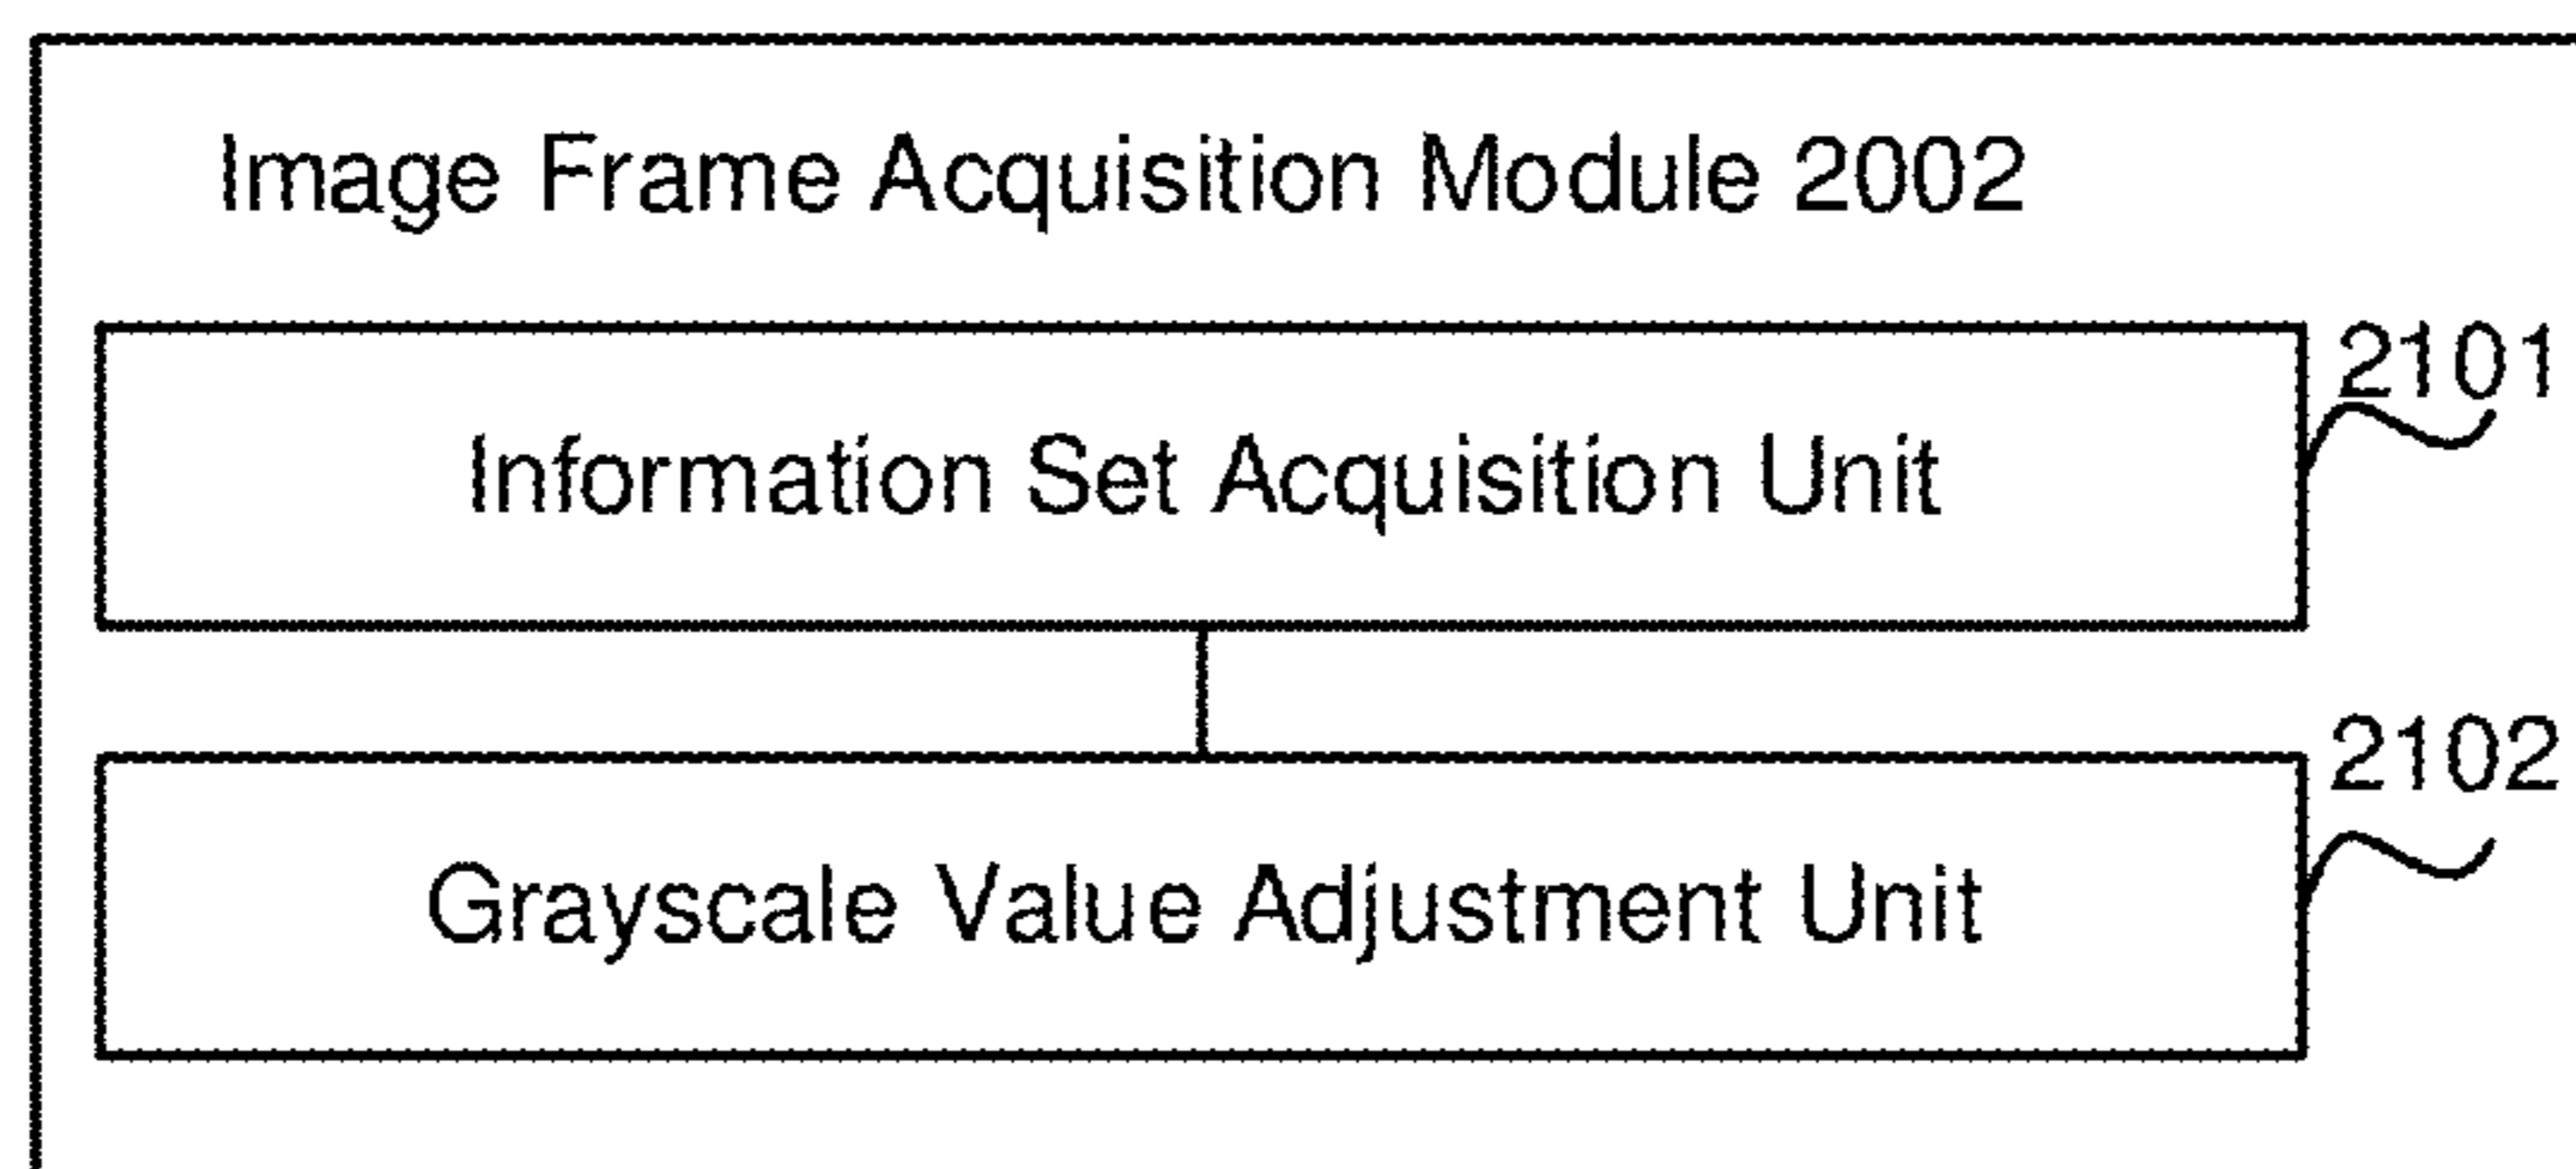 Image Frame Acquisition Module 2002
2101
Information Set Acquisition Unit
2102
Grayscale Value Adjustment Unit